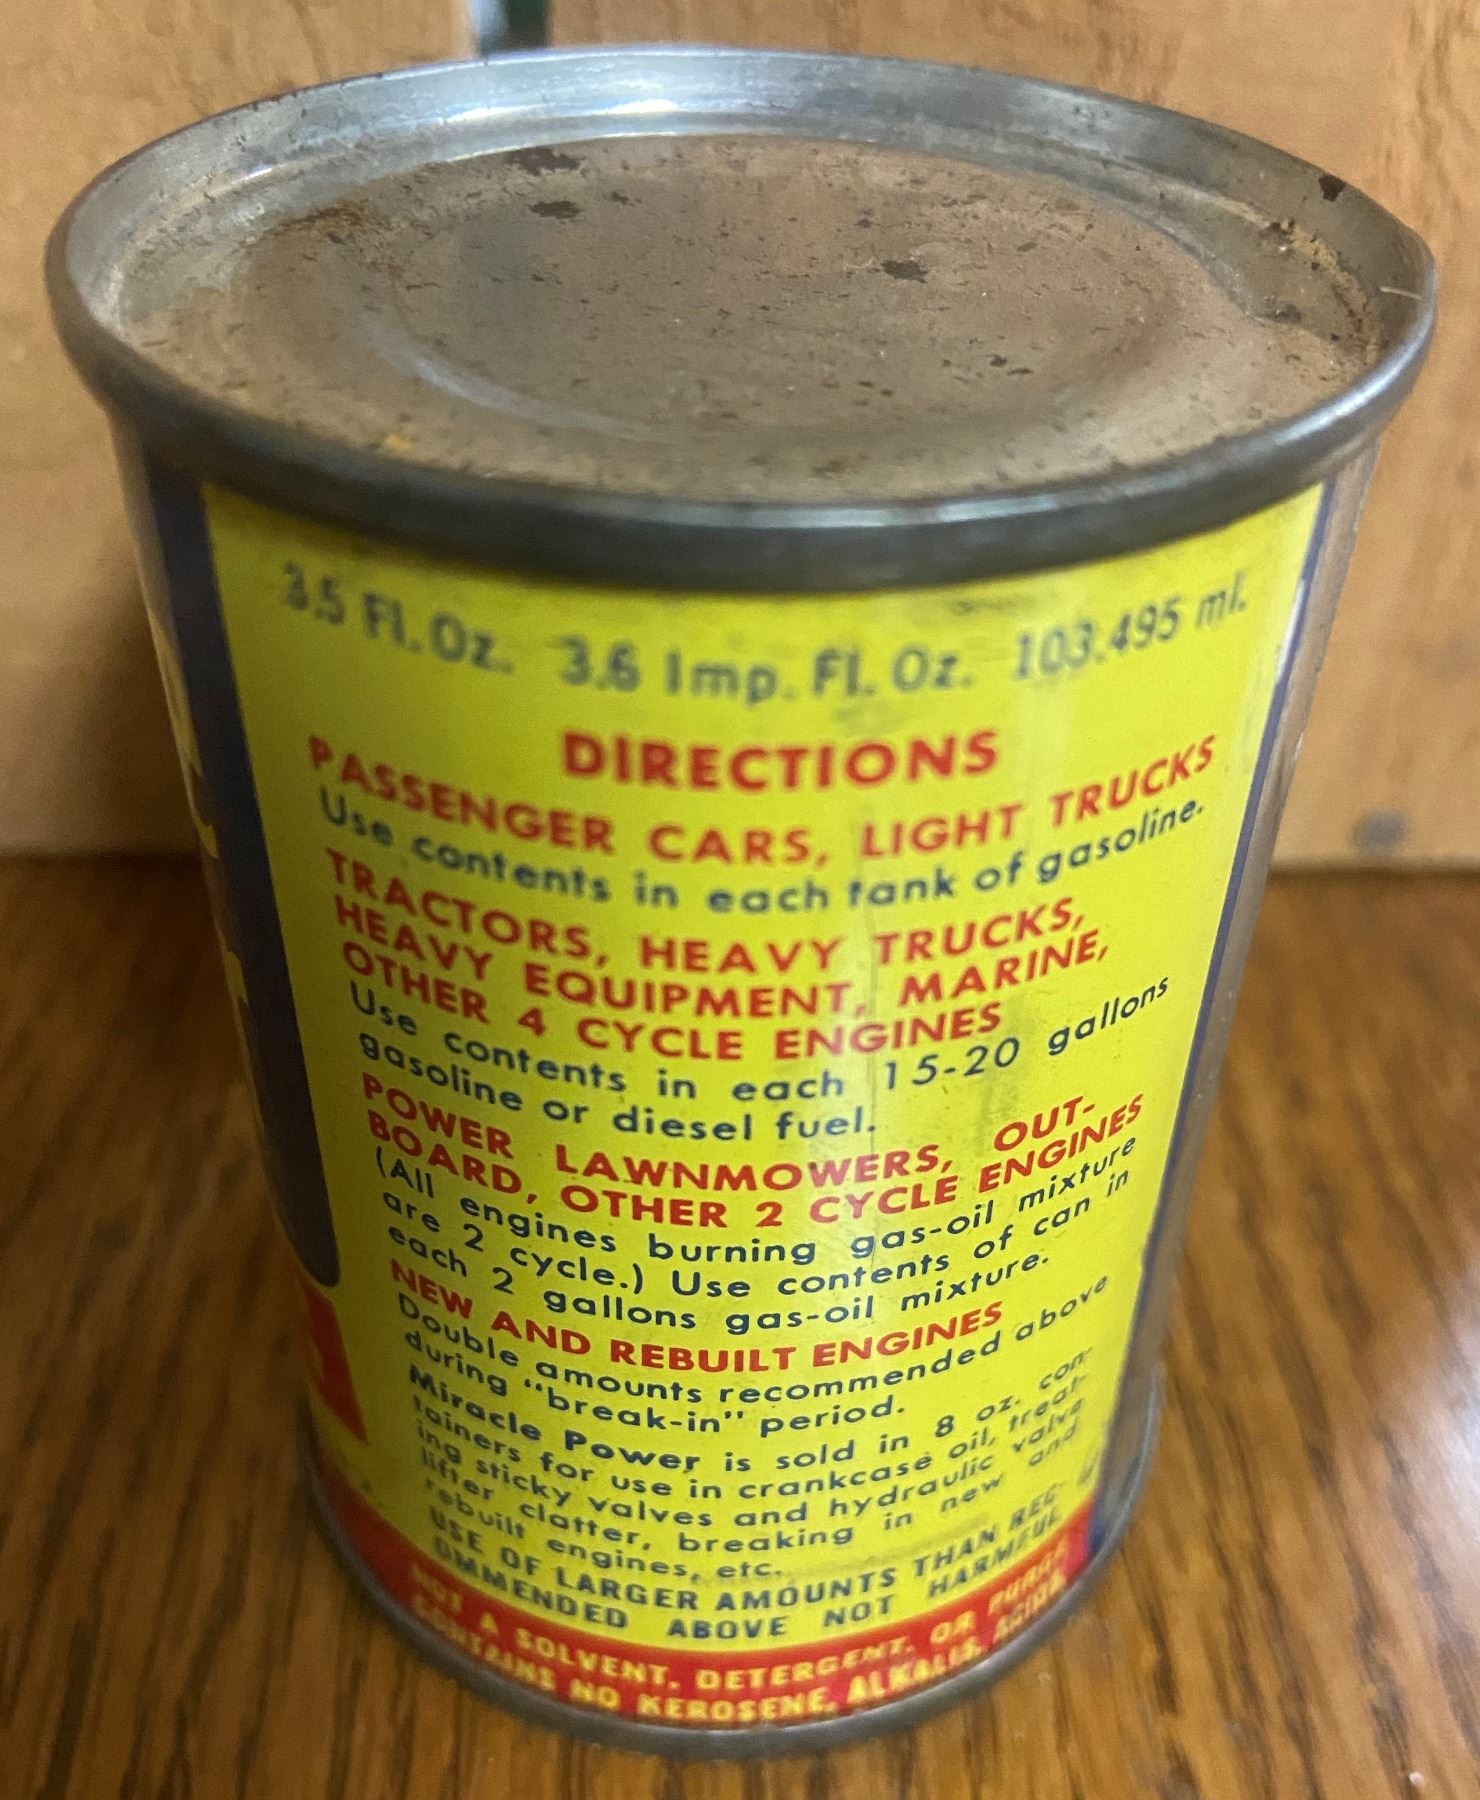 3.5 Fl. Oz. 3.6 Imp. Fl. Oz. 103.495 ml.
DIRECTIONS
PASSENGER CARS, LIGHT TRUCKS
Use contents in each tank of gasoline.
TRACTORS, HEAVY TRUCKS,
HEAVY EQUIPMENT, MARINE,
OTHER 4 CYCLE ENGINES
Use contents in each 15-20 gallons
gasoline or diesel fuel.
POWER LAWNMOWERS, OUT-
BOARD, OTHER 2 CYCLE ENGINES
(All engines burning gas-oil mixture
are 2 cycle.) Use contents of can in
each 2 gallons gas-oil mixture.
NEW AND REBUILT ENGINES
Double amounts recommended above
during "break-in" period.
Miracle Power is sold in 8 oz. con-
tainers for use in crankcase oil, treat-
ing sticky valves and hydraulic valve
lifter clatter, breaking in new and
rebuilt engines, etc.
USE OF LARGER AMOUNTS THAN REC-
OMMENDED ABOVE NOT HARMFUL
NOT A SOLVENT, DETERGENT, OR PURGE
CONTAINS NO KEROSENE, ALKALIS, ACIDS